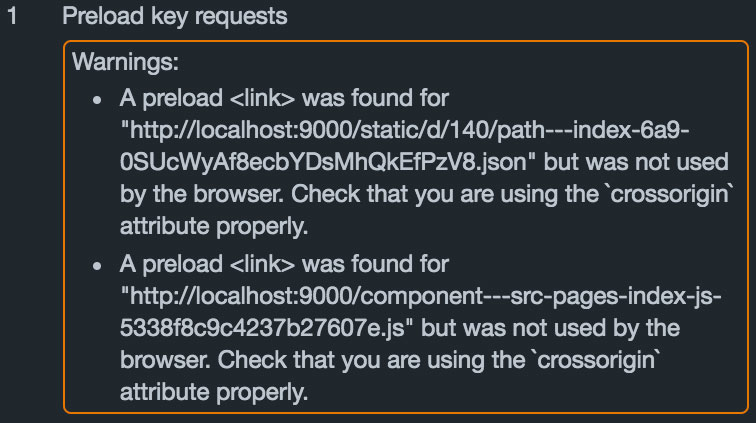 1 Preload key requests
Warnings:
• A preload <link> was found for
"http://localhost:9000/static/d/140/path---index-6a9-
0SUcWyAf8ecbYDsMhQkEfPzV8.json" but was not used
by the browser. Check that you are using the `crossorigin`
attribute properly.
• A preload <link> was found for
"http://localhost:9000/component---src-pages-index-js-
5338f8c9c4237b27607e.js" but was not used by the
browser. Check that you are using the `crossorigin`
attribute properly.